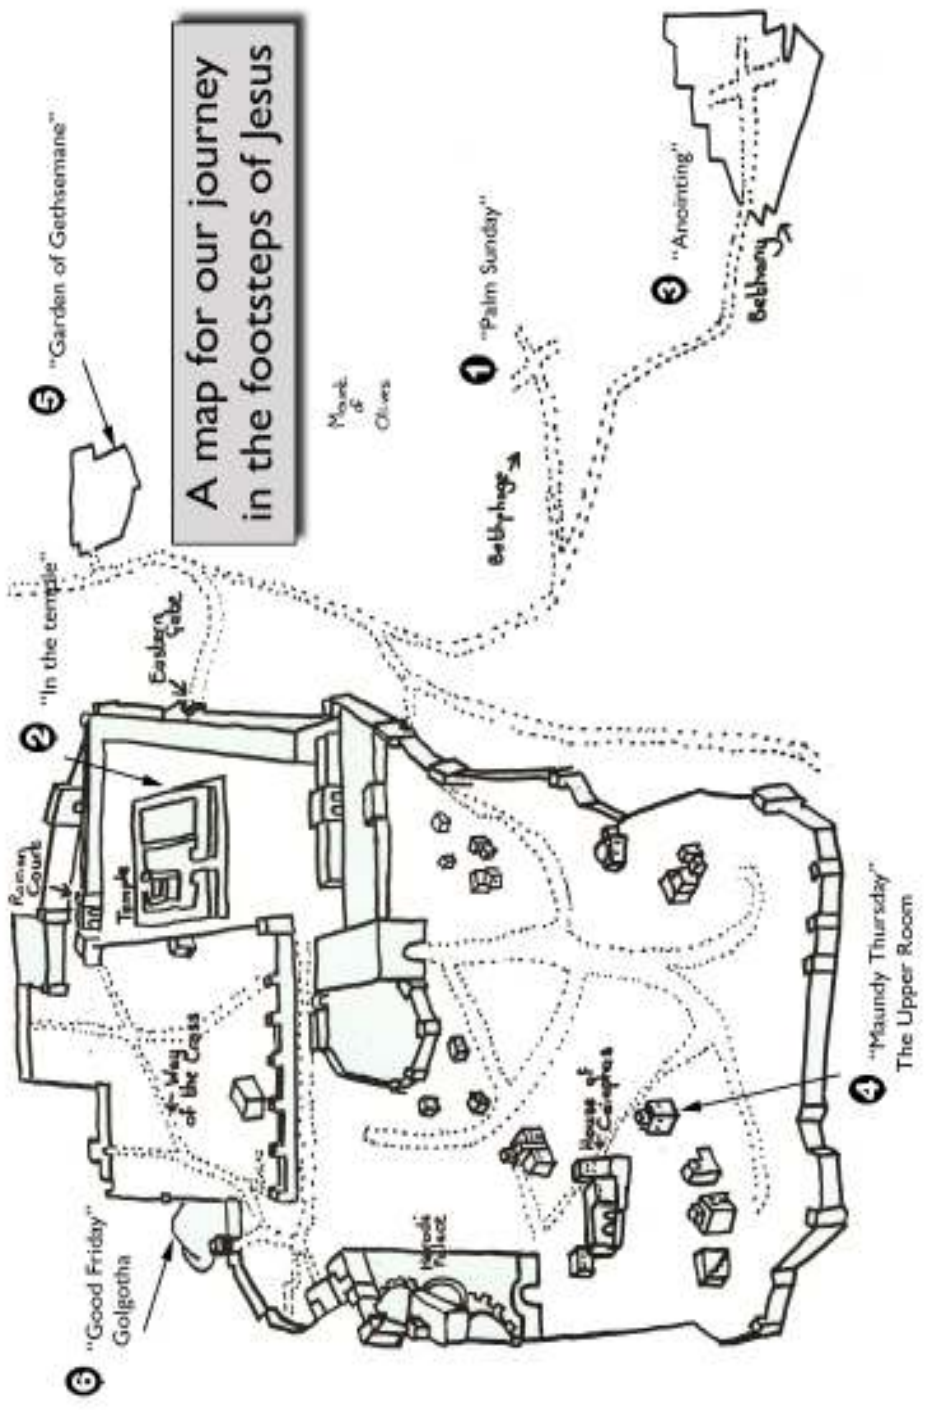 A map for our journey
in the footsteps of Jesus
5 "Garden of Gethsemane"
2 "In the temple"
Eastern
Gate
Roman
Court
Temple
← Way
of the Cross
6 "Good Friday"
Golgotha
Mount
of
Olives
1 "Palm Sunday"
Bethphage
3 "Anointing"
Bethany
House of
Caiaphas
Herod's
Palace
4 "Maundy Thursday"
The Upper Room